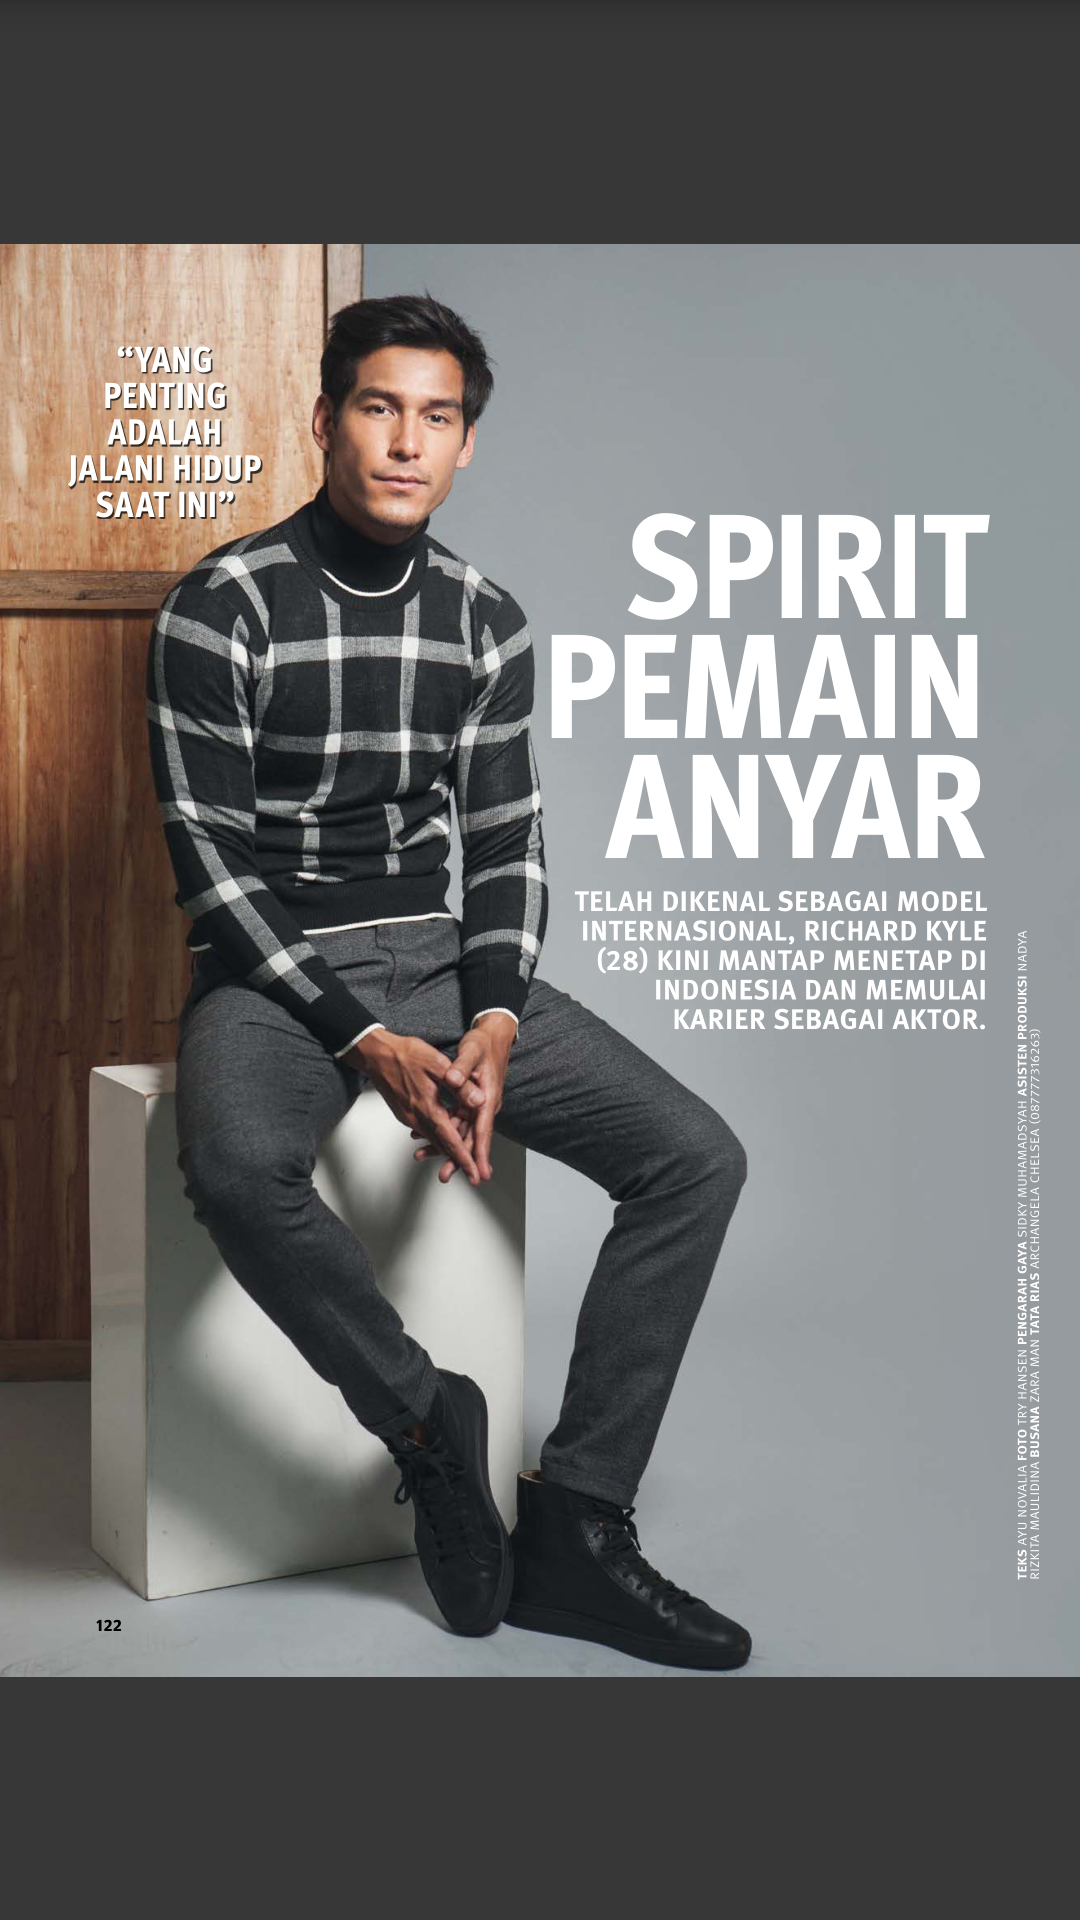 “YANG
PENTING
ADALAH
JALANI HIDUP
SAAT INI”
SPIRIT
PEMAIN
ANYAR
TELAH DIKENAL SEBAGAI MODEL
INTERNASIONAL, RICHARD KYLE
(28) KINI MANTAP MENETAP DI
INDONESIA DAN MEMULAI
KARIER SEBAGAI AKTOR.
TEKS AYU NOVALIA FOTO TRY HANSEN PENGARAH GAYA SIDKY MUHAMADSYAH ASISTEN PRODUKSI NADYA
RIZKITA MAULIDINA BUSANA ZARA MAN TATA RIAS ARCHANGELA CHELSEA (087777316263)
122